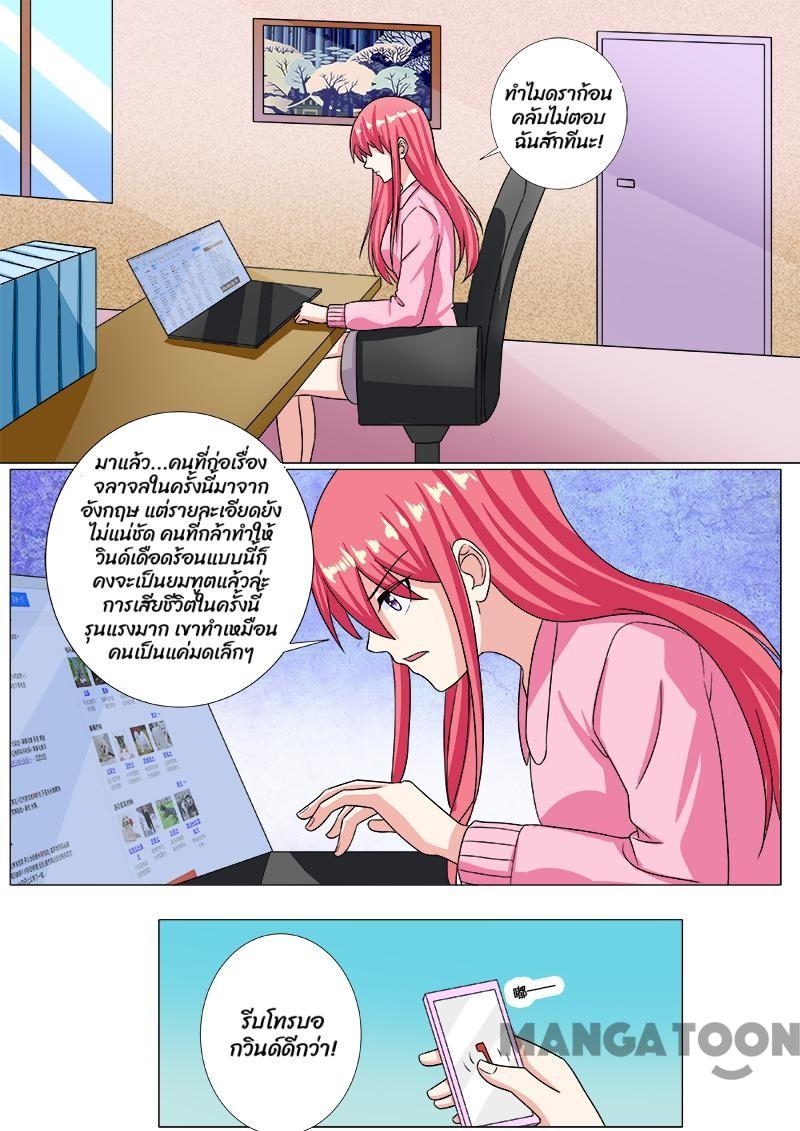 ทำไมดราก้อน
คลับไม่ตอบ
ฉันสักทีนะ!
มาแล้ว...คนที่ก่อเรื่อง
จลาจลในครั้งนี้มาจาก
อังกฤษ แต่รายละเอียดยัง
ไม่แน่ชัด คนที่กล้าทำให้
วินด์เดือดร้อนแบบนี้ก็
คงจะเป็นยมฑูตแล้วล่ะ
การเสียชีวิตในครั้งนี้
รุนแรงมาก เขาทำเหมือน
คนเป็นแค่มดเล็กๆ
嘟——
รีบโทรบอ
กวินด์ดีกว่า!
MANGATOON